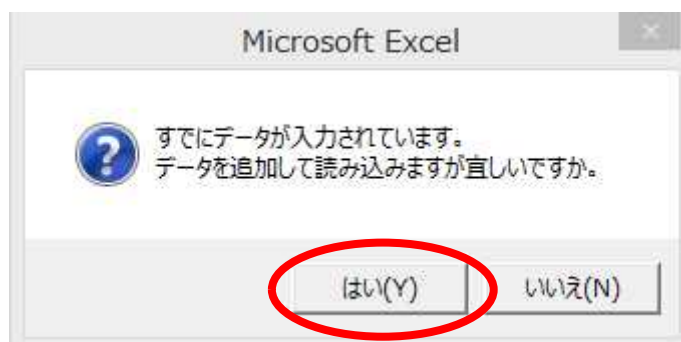 Microsoft Excel
すでにデータが入力されています。
データを追加して読み込みますが宜しいですか。
はい(Y)
いいえ(N)